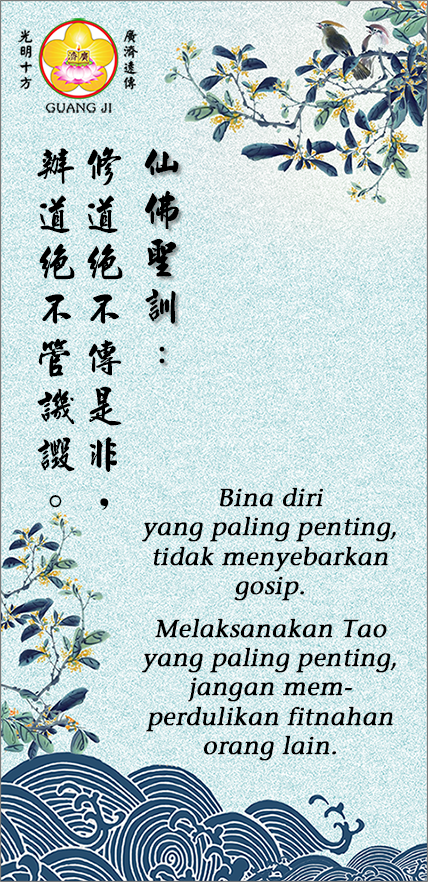 廣濟遠傳
光明十方
廣濟
GUANG JI
仙佛聖訓：
修道絕不傳是非，
辦道絕不管譏譭。
Bina diri
yang paling penting,
tidak menyebarkan
gosip.
Melaksanakan Tao
yang paling penting,
jangan mem-
perdulikan fitnahan
orang lain.